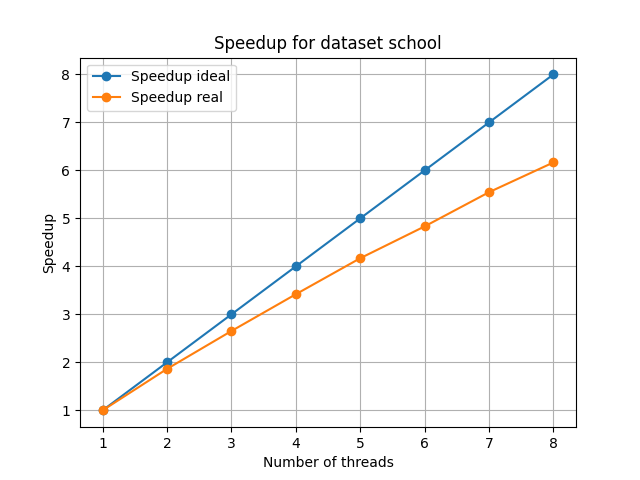 Speedup for dataset school
Speedup ideal
Speedup real
8
7
6
5
4
3
2
1
Speedup
1 2 3 4 5 6 7 8
Number of threads